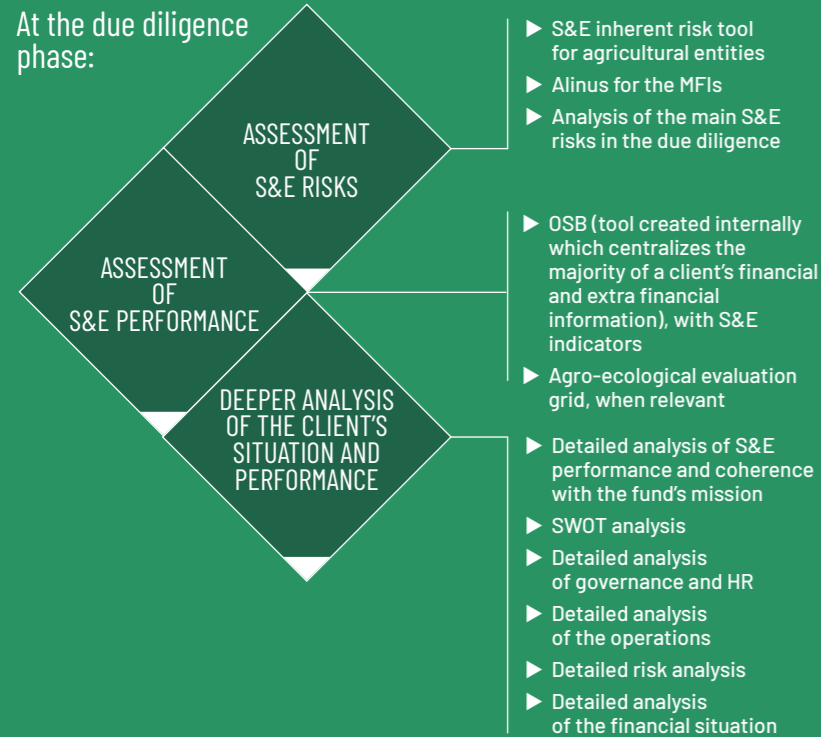 At the due diligence
phase:
ASSESSMENT
OF
S&E RISKS
▶ S&E inherent risk tool
for agricultural entities
▶ Alinus for the MFIs
▶ Analysis of the main S&E
risks in the due diligence
ASSESSMENT
OF
S&E PERFORMANCE
▶ OSB (tool created internally
which centralizes the
majority of a client's financial
and extra financial
information), with S&E
indicators
▶ Agro-ecological evaluation
grid, when relevant
DEEPER ANALYSIS
OF THE CLIENT'S
SITUATION AND
PERFORMANCE
▶ Detailed analysis of S&E
performance and coherence
with the fund's mission
▶ SWOT analysis
▶ Detailed analysis
of governance and HR
▶ Detailed analysis
of the operations
▶ Detailed risk analysis
▶ Detailed analysis
of the financial situation